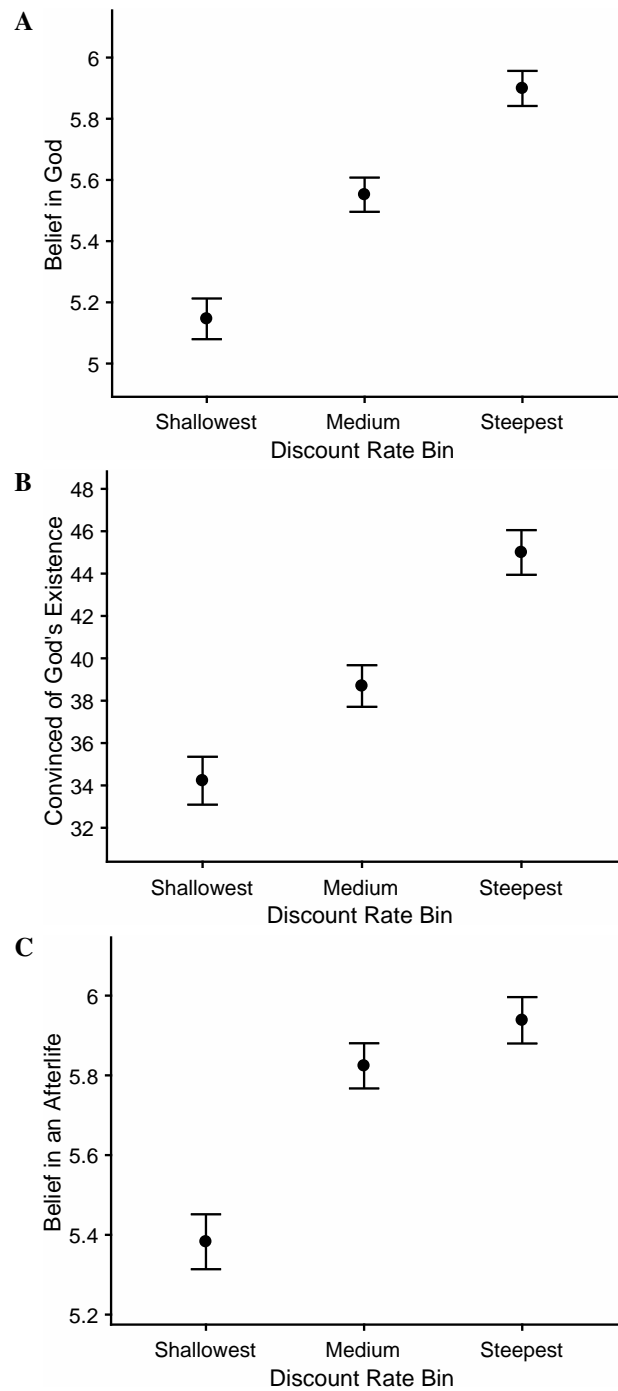 A
Belief in God
6
5.8
5.6
5.4
5.2
5
Shallowest Medium Steepest
Discount Rate Bin
B
Convinced of God's Existence
48
46
44
42
40
38
36
34
32
Shallowest Medium Steepest
Discount Rate Bin
C
Belief in an Afterlife
6
5.8
5.6
5.4
5.2
Shallowest Medium Steepest
Discount Rate Bin